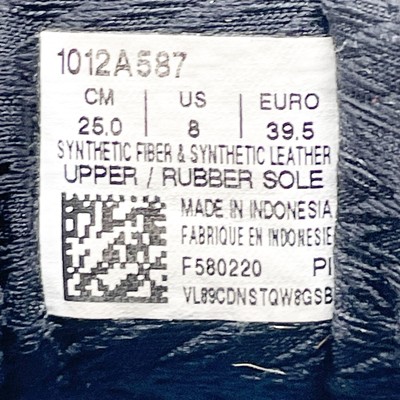 1012A587
CM | US | EURO
25.0 | 8 | 39.5
SYNTHETIC FIBER & SYNTHETIC LEATHER
UPPER / RUBBER SOLE
MADE IN INDONESIA
FABRIQUE EN INDONESIE
F580220 PI
VL89CDNSTQW8GSB